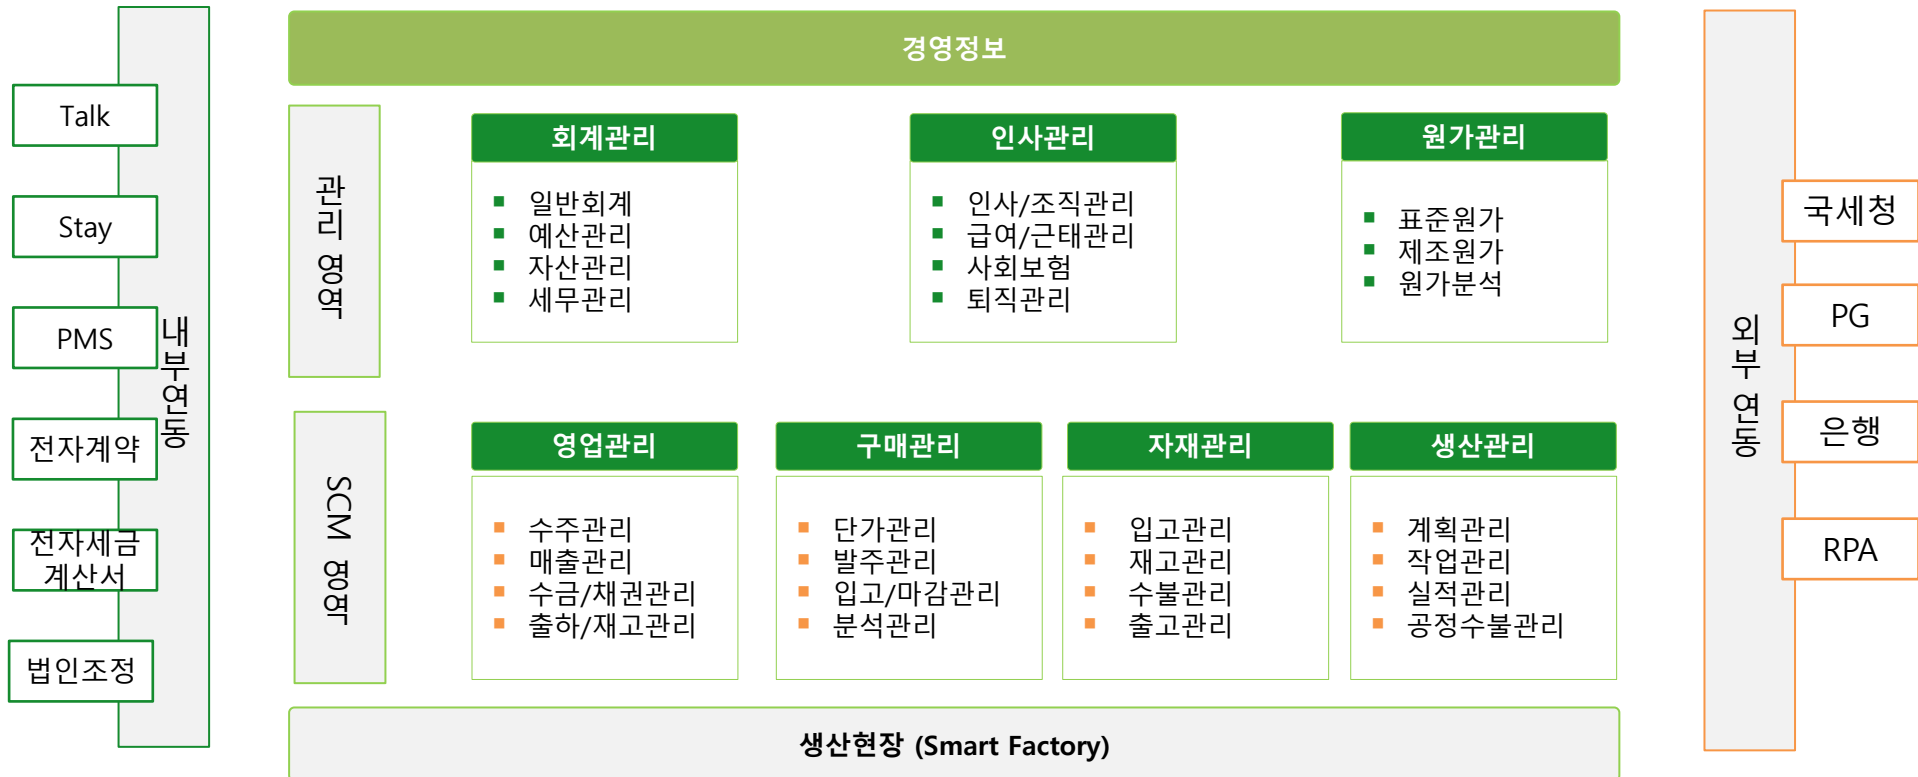 경영정보
Talk
Stay
PMS
전자계약
전자세금
계산서
법인조정
내부연동
관리 영역
회계관리
일반회계
예산관리
자산관리
세무관리
인사관리
인사/조직관리
급여/근태관리
사회보험
퇴직관리
원가관리
표준원가
제조원가
원가분석
SCM 영역
영업관리
수주관리
매출관리
수금/채권관리
출하/재고관리
구매관리
단가관리
발주관리
입고/마감관리
분석관리
자재관리
입고관리
재고관리
수불관리
출고관리
생산관리
계획관리
작업관리
실적관리
공정수불관리
생산현장 (Smart Factory)
외부 연동
국세청
PG
은행
RPA